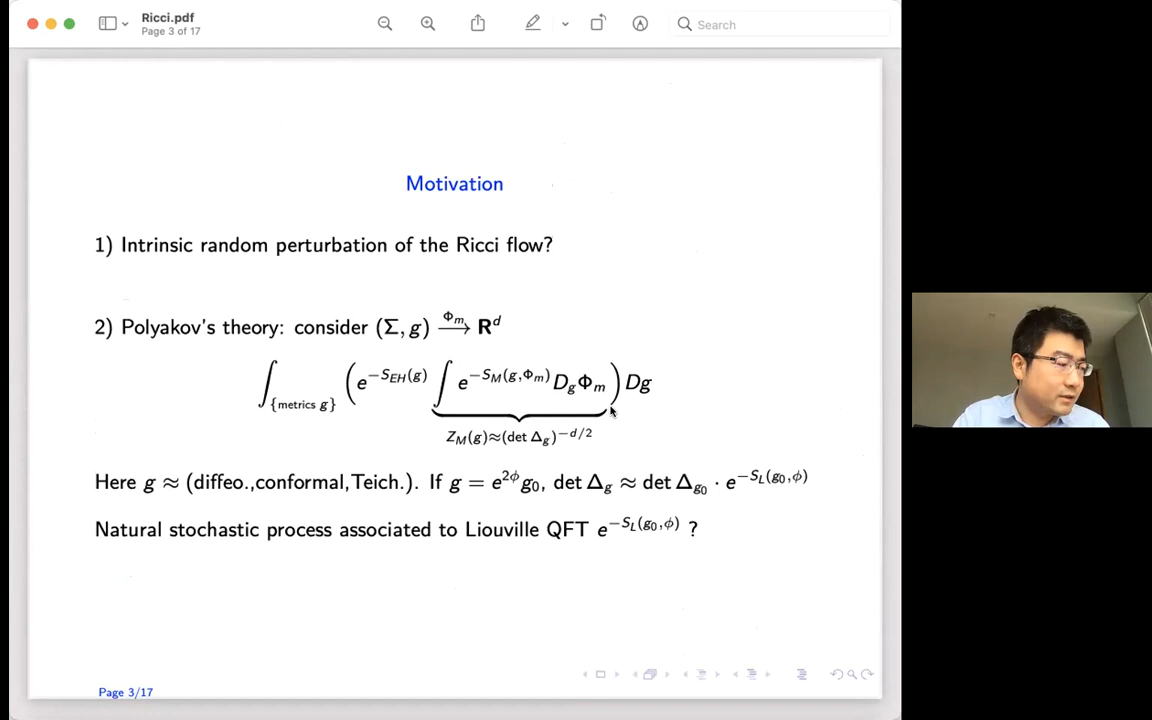 Ricci.pdf
Page 3 of 17
Search
Motivation
1) Intrinsic random perturbation of the Ricci flow?
2) Polyakov's theory: consider (Σ, g) →^{Φ_m} R^d
∫_{{metrics g}} (e^{−S_{EH}(g)} ∫ e^{−S_M(g,Φ_m)} D_gΦ_m) Dg
Z_M(g)≈(det Δ_g)^{−d/2}
Here g ≈ (diffeo.,conformal,Teich.). If g = e^{2ϕ}g_0, det Δ_g ≈ det Δ_{g_0} · e^{−S_L(g_0,ϕ)}
Natural stochastic process associated to Liouville QFT e^{−S_L(g_0,ϕ)} ?
Page 3/17